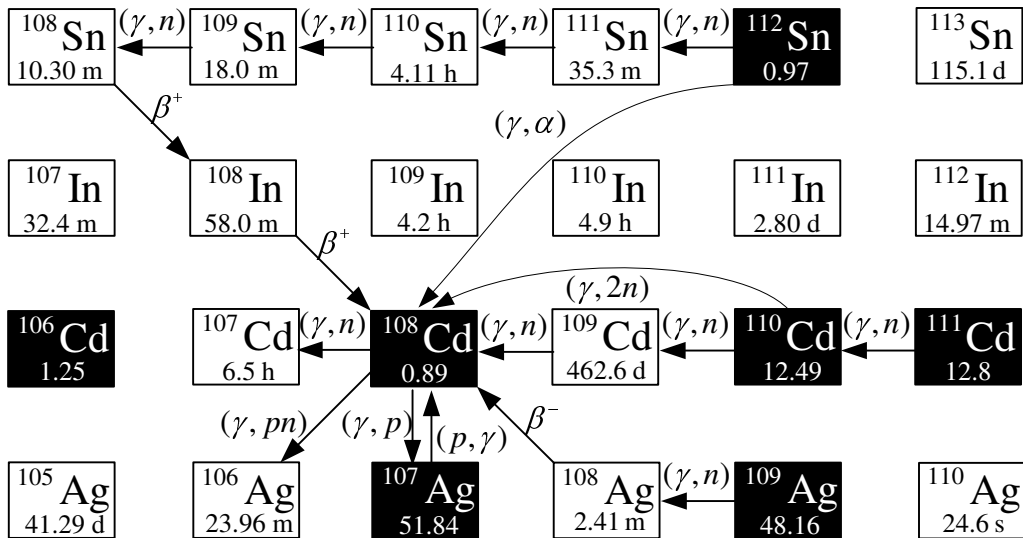 ¹⁰⁸Sn (γ, n) ¹⁰⁹Sn (γ, n) ¹¹⁰Sn (γ, n) ¹¹¹Sn (γ, n) ¹¹²Sn ¹¹³Sn
10.30 m 18.0 m 4.11 h 35.3 m 0.97 115.1 d
β⁺ (γ, α)
¹⁰⁷In ¹⁰⁸In ¹⁰⁹In ¹¹⁰In ¹¹¹In ¹¹²In
32.4 m 58.0 m 4.2 h 4.9 h 2.80 d 14.97 m
β⁺
(γ, 2n)
¹⁰⁶Cd ¹⁰⁷Cd (γ, n) ¹⁰⁸Cd (γ, n) ¹⁰⁹Cd (γ, n) ¹¹⁰Cd (γ, n) ¹¹¹Cd
1.25 6.5 h 0.89 462.6 d 12.49 12.8
(γ, pn) (γ, p) (p, γ) β⁻
¹⁰⁵Ag ¹⁰⁶Ag ¹⁰⁷Ag ¹⁰⁸Ag (γ, n) ¹⁰⁹Ag ¹¹⁰Ag
41.29 d 23.96 m 51.84 2.41 m 48.16 24.6 s